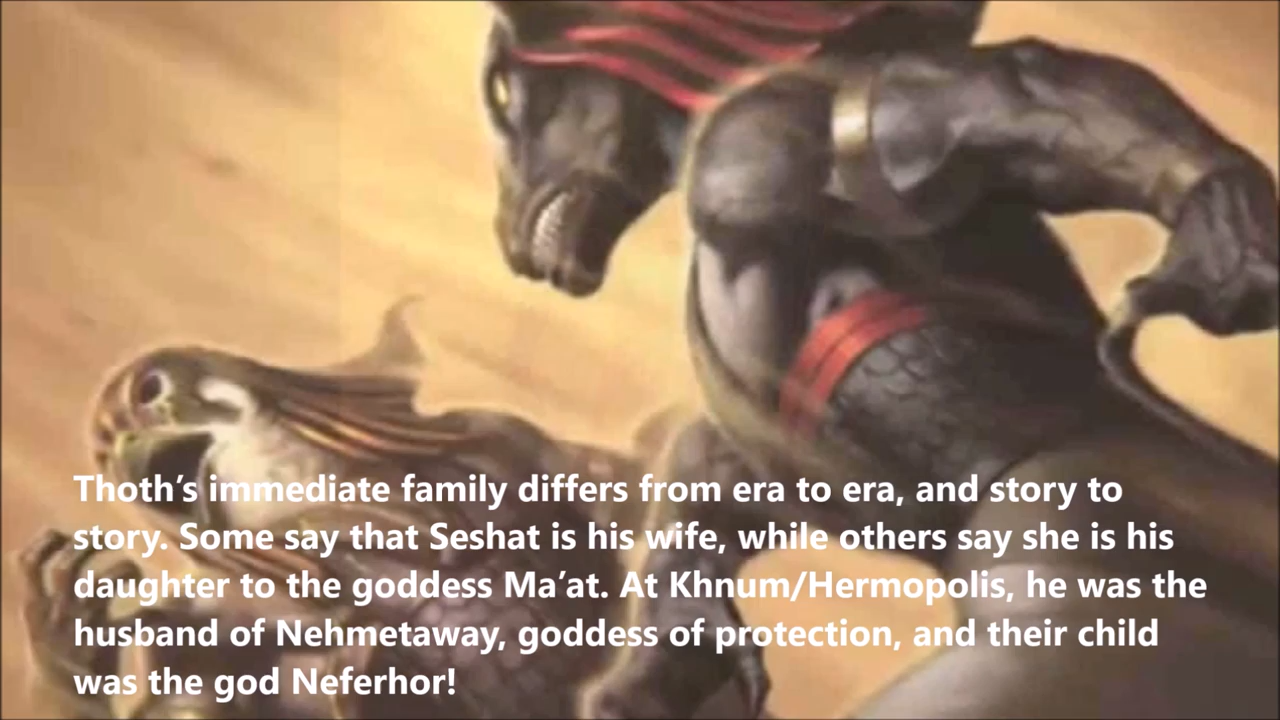 Thoth’s immediate family differs from era to era, and story to
story. Some say that Seshat is his wife, while others say she is his
daughter to the goddess Ma’at. At Khnum/Hermopolis, he was the
husband of Nehmetaway, goddess of protection, and their child
was the god Neferhor!